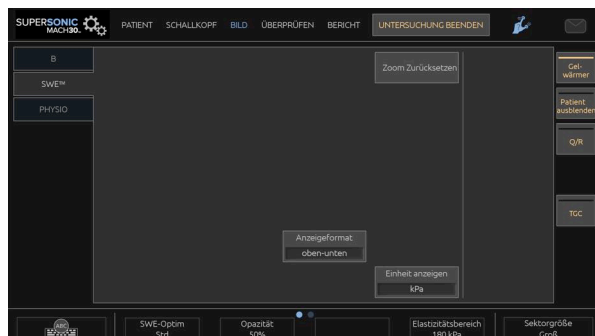 SUPERSONIC
MACH30
PATIENT SCHALLKOPF BILD ÜBERPRÜFEN BERICHT UNTERSUCHUNG BEENDEN
B
SWE™
PHYSIO
Zoom Zurücksetzen
Gel-
wärmer
Patient
ausblenden
Q/R
TGC
Anzeigeformat
oben-unten
Einheit anzeigen
kPa
ABC
SWE-Optim Opazität Elastizitätsbereich Sektorgröße
Std 50% 180 kPa Groß